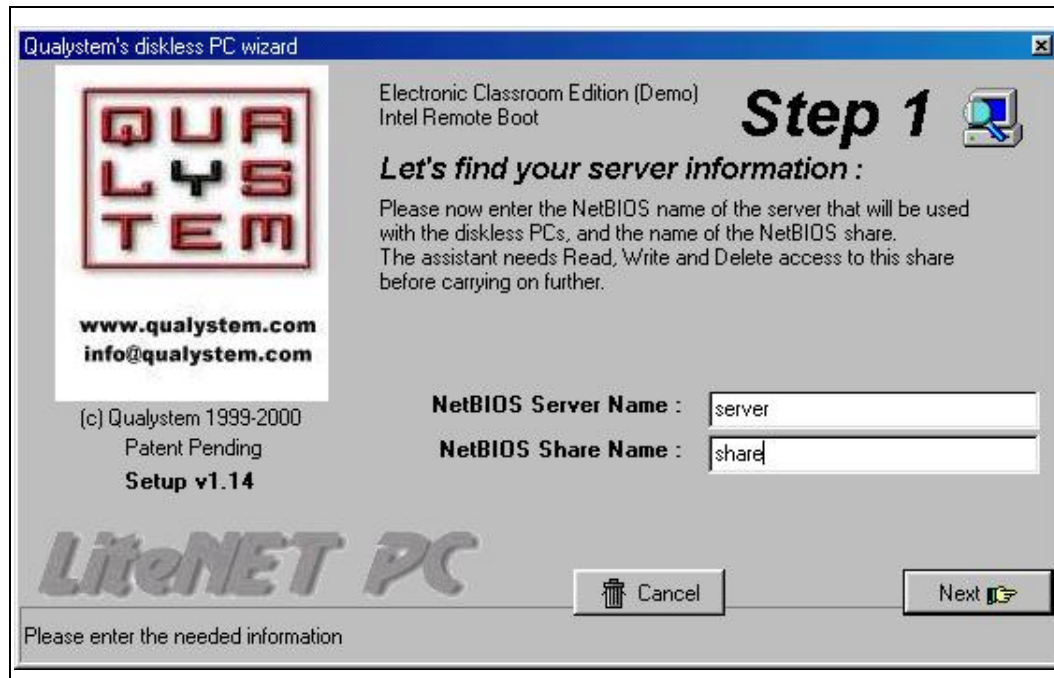 Qualystem's diskless PC wizard
QUA
LYS
TEM
www.qualystem.com
info@qualystem.com
(c) Qualystem 1999-2000
Patent Pending
Setup v1.14
Electronic Classroom Edition (Demo)
Intel Remote Boot
Step 1
Let's find your server information :
Please now enter the NetBIOS name of the server that will be used
with the diskless PCs, and the name of the NetBIOS share.
The assistant needs Read, Write and Delete access to this share
before carrying on further.
NetBIOS Server Name : server
NetBIOS Share Name : share
LiteNET PC
Cancel
Next
Please enter the needed information